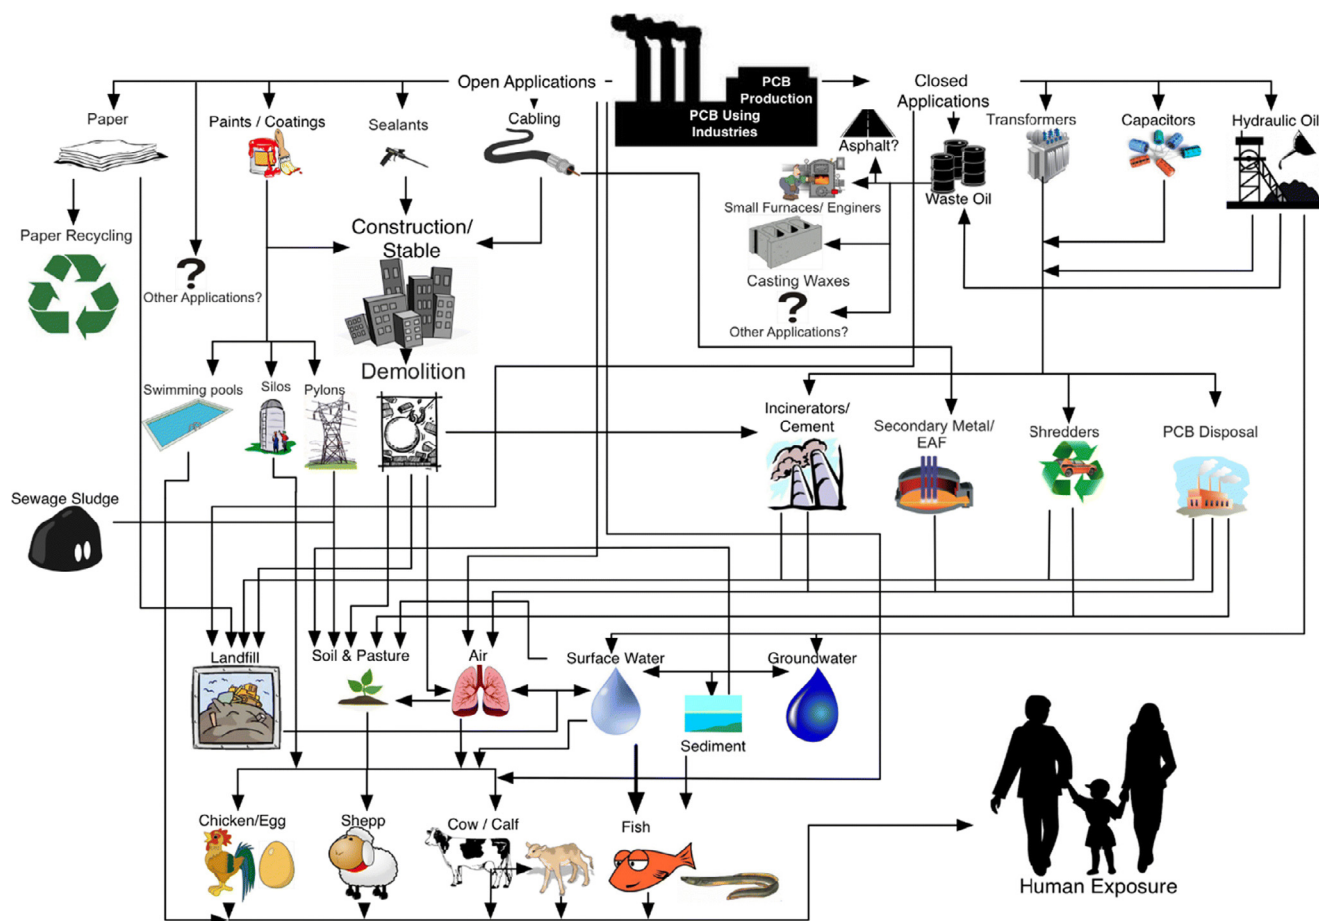 Open Applications
PCB
Production
PCB Using
Industries
Closed
Applications
Paper
Paints / Coatings
Sealants
Cabling
Asphalt?
Transformers
Capacitors
Hydraulic Oil
Small Furnaces/ Enginers
Waste Oil
Paper Recycling
Construction/
Stable
Casting Waxes
?
Other Applications?
?
Other Applications?
Demolition
Swimming pools
Silos
Pylons
Incinerators/
Cement
Secondary Metal/
EAF
Shredders
PCB Disposal
Sewage Sludge
Landfill
Soil & Pasture
Air
Surface Water
Groundwater
Sediment
Chicken/Egg
Shepp
Cow / Calf
Fish
Human Exposure